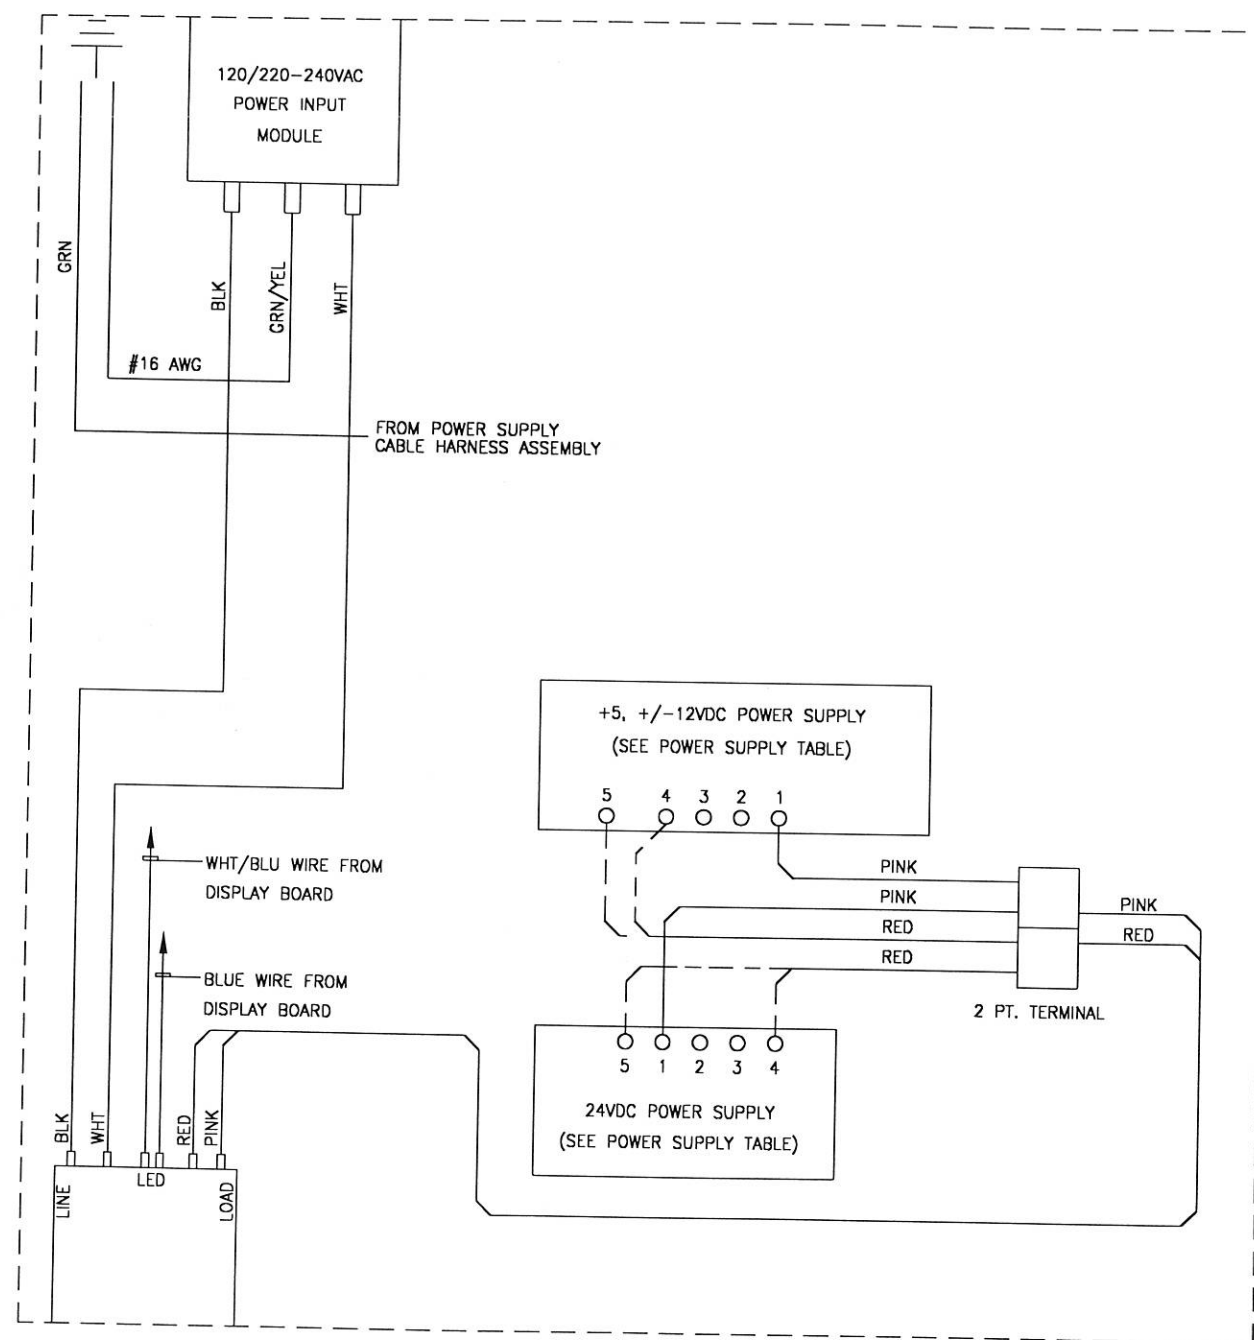 120/220-240VAC
POWER INPUT
MODULE
GRN
BLK
GRN/YEL
WHT
#16 AWG
FROM POWER SUPPLY
CABLE HARNESS ASSEMBLY
+5, +/-12VDC POWER SUPPLY
(SEE POWER SUPPLY TABLE)
5 4 3 2 1
WHT/BLU WIRE FROM
DISPLAY BOARD
PINK
PINK
RED
RED
PINK
RED
2 PT. TERMINAL
BLUE WIRE FROM
DISPLAY BOARD
5 1 2 3 4
24VDC POWER SUPPLY
(SEE POWER SUPPLY TABLE)
BLK
WHT
RED
PINK
LINE
LED
LOAD